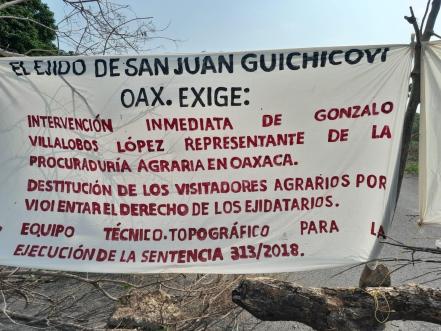 EL EJIDO DE SAN JUAN GUICHICOVI
OAX. EXIGE:
INTERVENCIÓN INMEDIATA DE GONZALO
VILLALOBOS LÓPEZ REPRESENTANTE DE LA
PROCURADURÍA AGRARIA EN OAXACA.
DESTITUCIÓN DE LOS VISITADORES AGRARIOS POR
VIOLENTAR EL DERECHO DE LOS EJIDATARIOS.
EQUIPO TÉCNICO.TOPOGRÁFICO PARA LA
EJECUCIÓN DE LA SENTENCIA 313/2018.